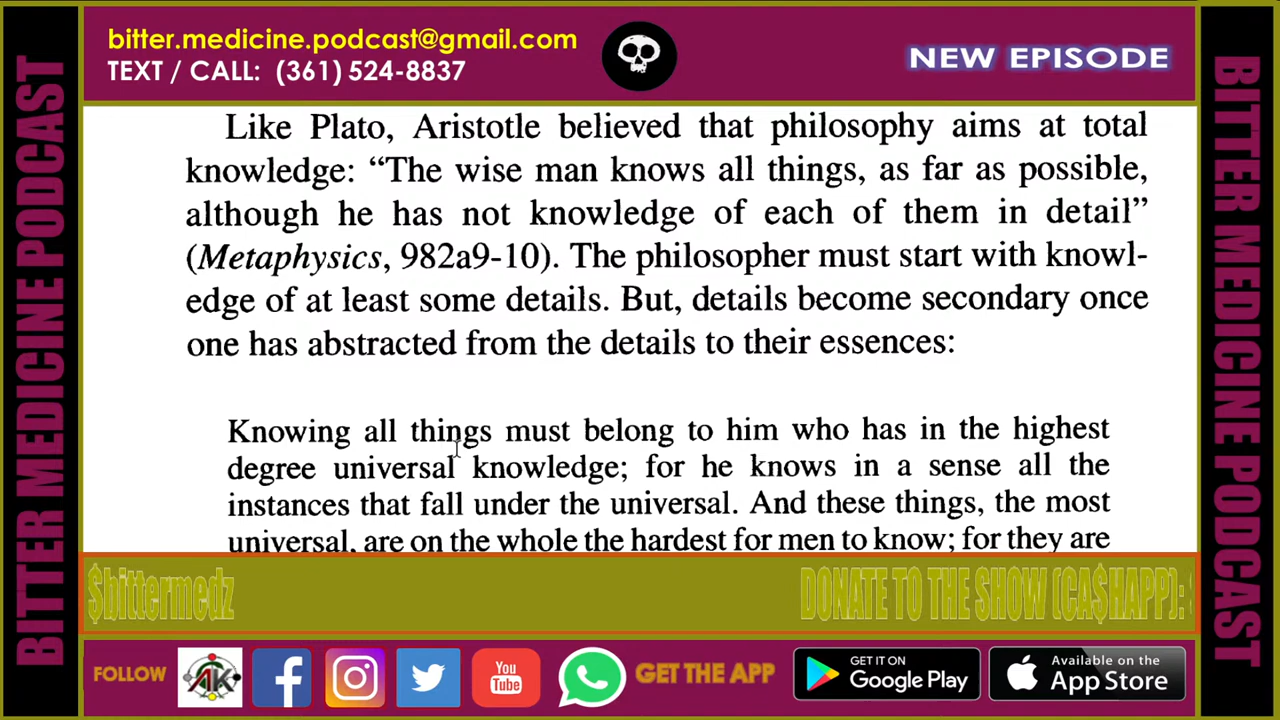 bitter.medicine.podcast@gmail.com
TEXT / CALL: (361) 524-8837
NEW EPISODE
BITTER MEDICINE PODCAST
Like Plato, Aristotle believed that philosophy aims at total
knowledge: “The wise man knows all things, as far as possible,
although he has not knowledge of each of them in detail”
(Metaphysics, 982a9-10). The philosopher must start with knowl-
edge of at least some details. But, details become secondary once
one has abstracted from the details to their essences:
Knowing all things must belong to him who has in the highest
degree universal knowledge; for he knows in a sense all the
instances that fall under the universal. And these things, the most
universal, are on the whole the hardest for men to know; for they are
BITTER MEDICINE PODCAST
$bittermedz
DONATE TO THE SHOW (CA$HAPP):
FOLLOW
You
Tube
GET THE APP
GET IT ON
Google Play
Available on the
App Store